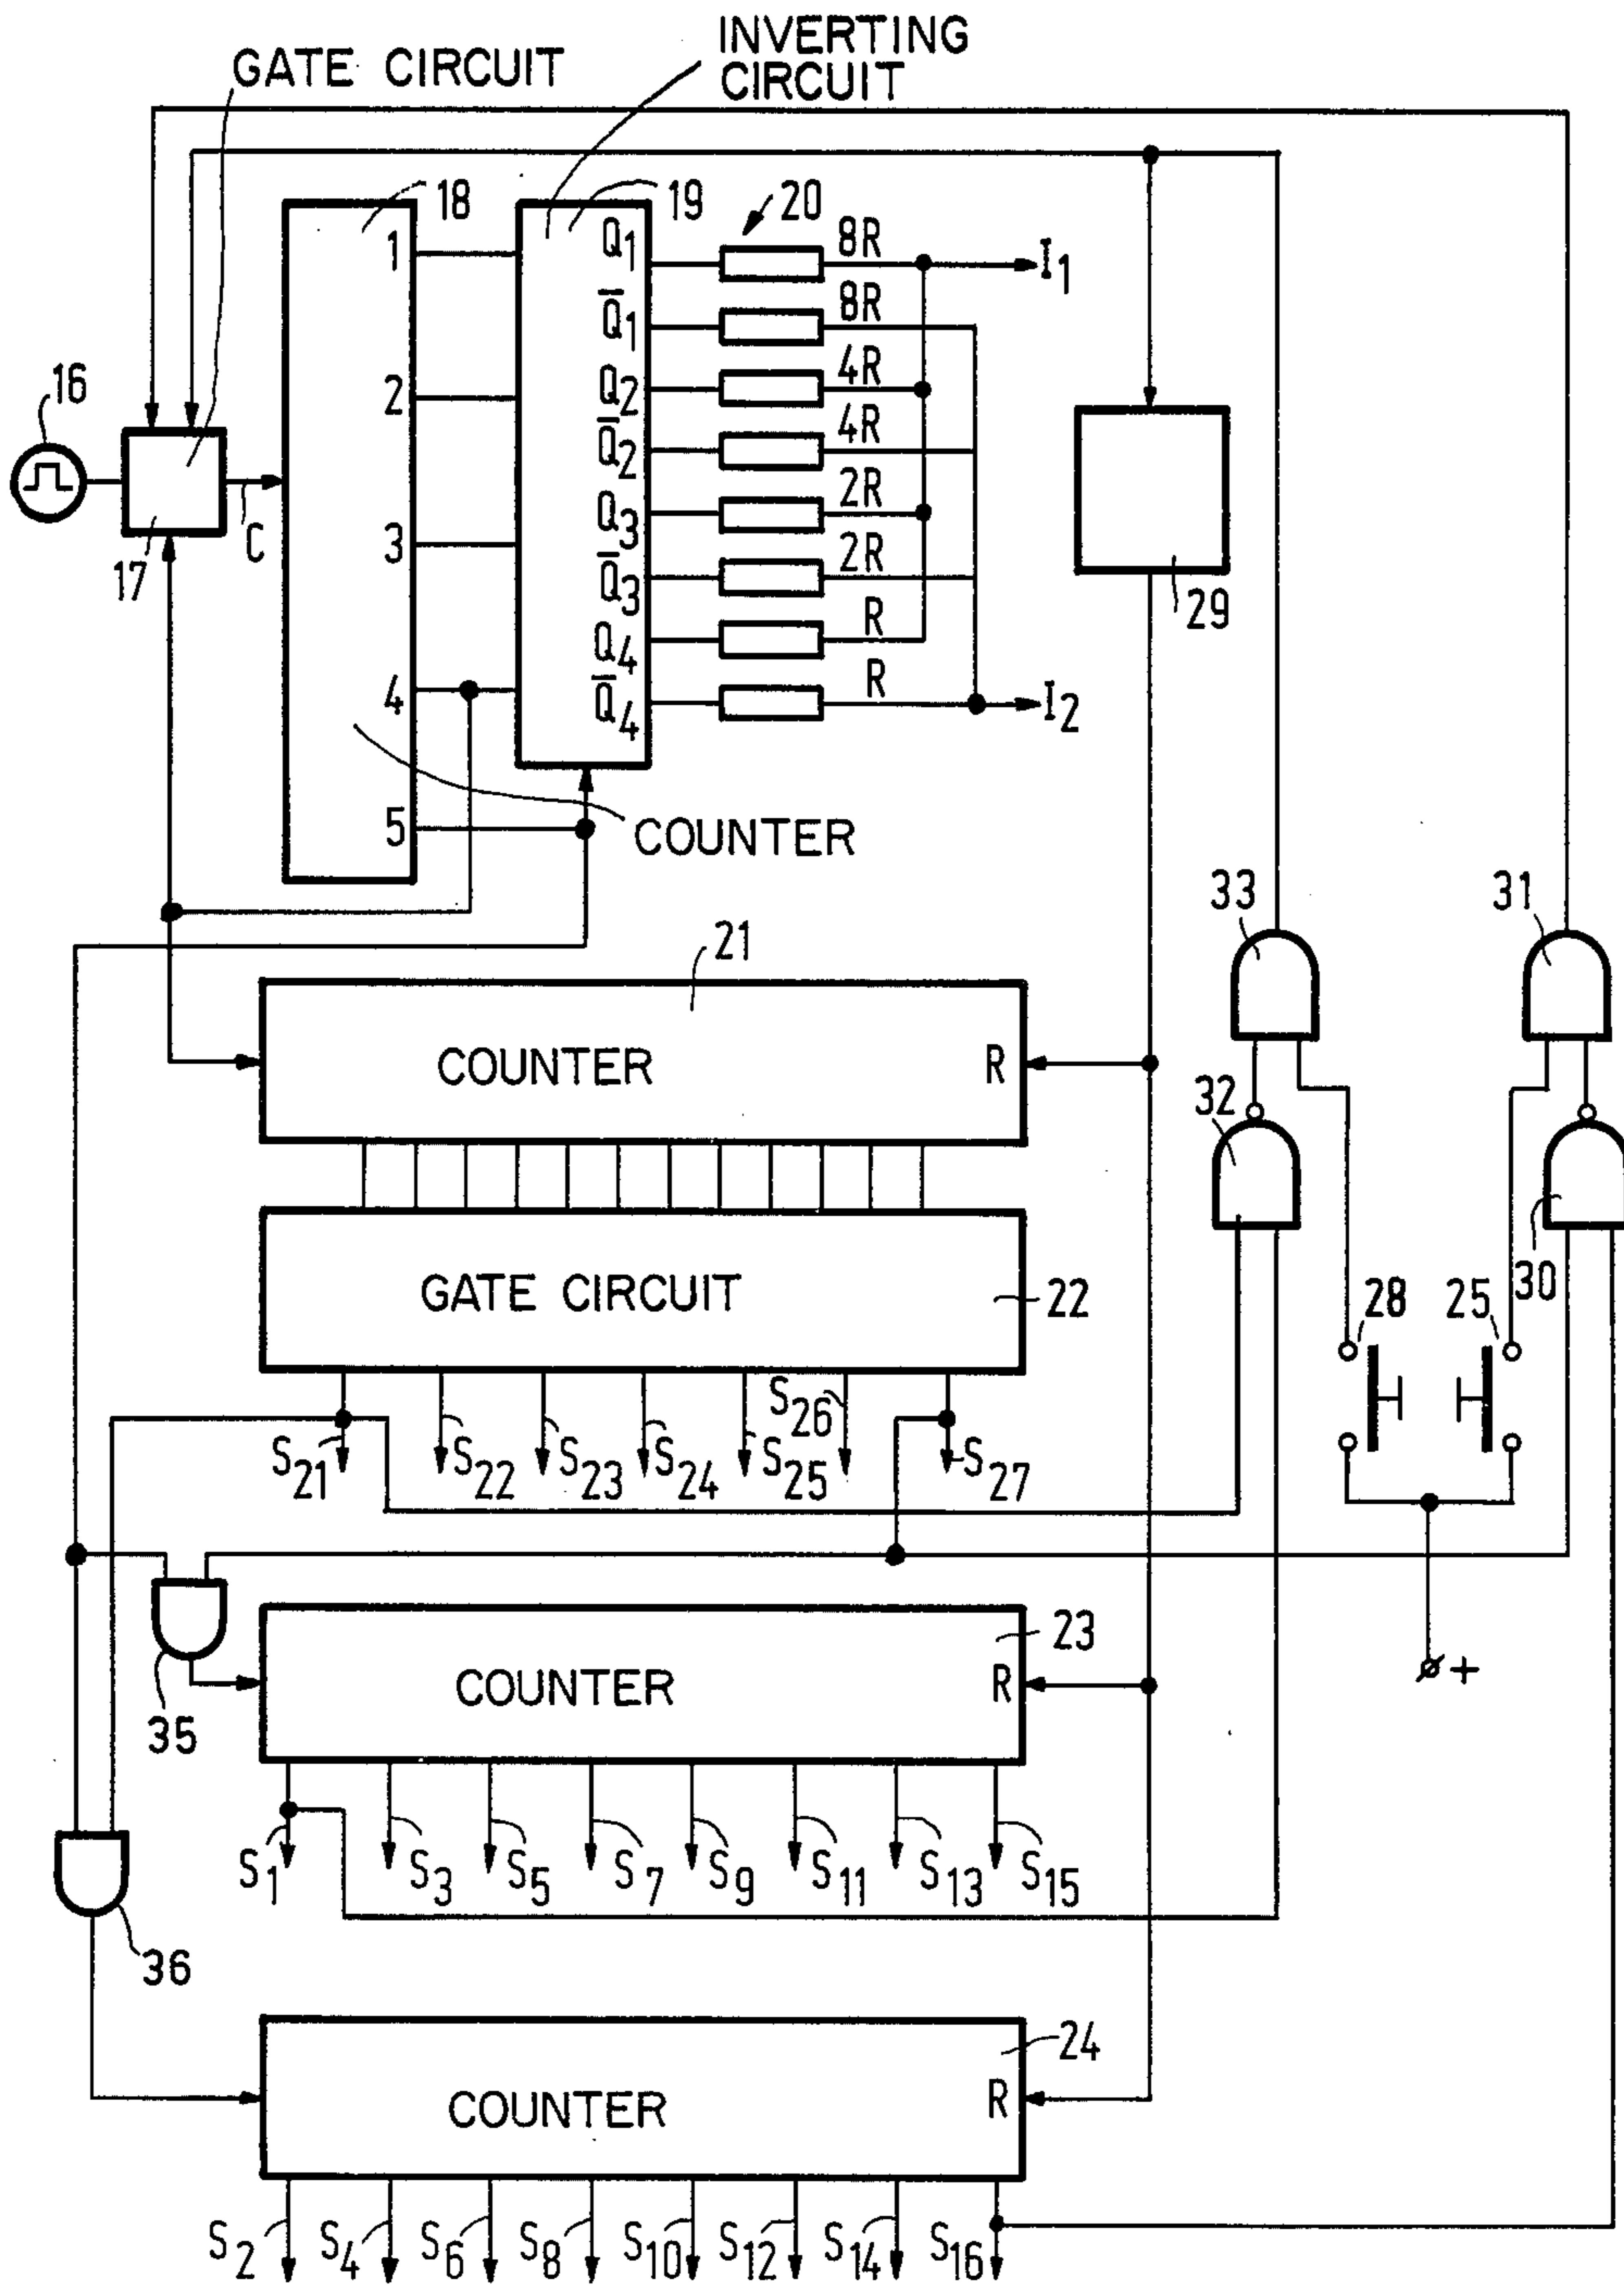 INVERTING
CIRCUIT
GATE CIRCUIT
18
19
20
1
Q1
8R
I1
Q̅1
8R
16
2
Q2
4R
Q̅2
4R
17
C
3
Q3
2R
Q̅3
2R
29
Q4
R
4
Q̅4
R
I2
5
COUNTER
33
31
21
COUNTER
R
32
30
GATE CIRCUIT
22
28
25
S21
S22
S23
S24
S25
S26
S27
35
23
COUNTER
R
+
S1
S3
S5
S7
S9
S11
S13
S15
36
24
COUNTER
R
S2
S4
S6
S8
S10
S12
S14
S16